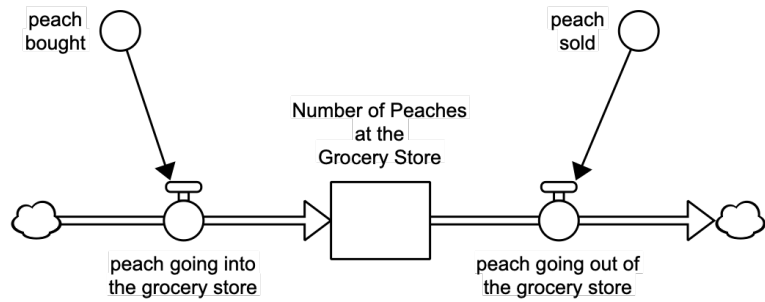 peach
bought
peach
sold
Number of Peaches
at the
Grocery Store
peach going into
the grocery store
peach going out of
the grocery store